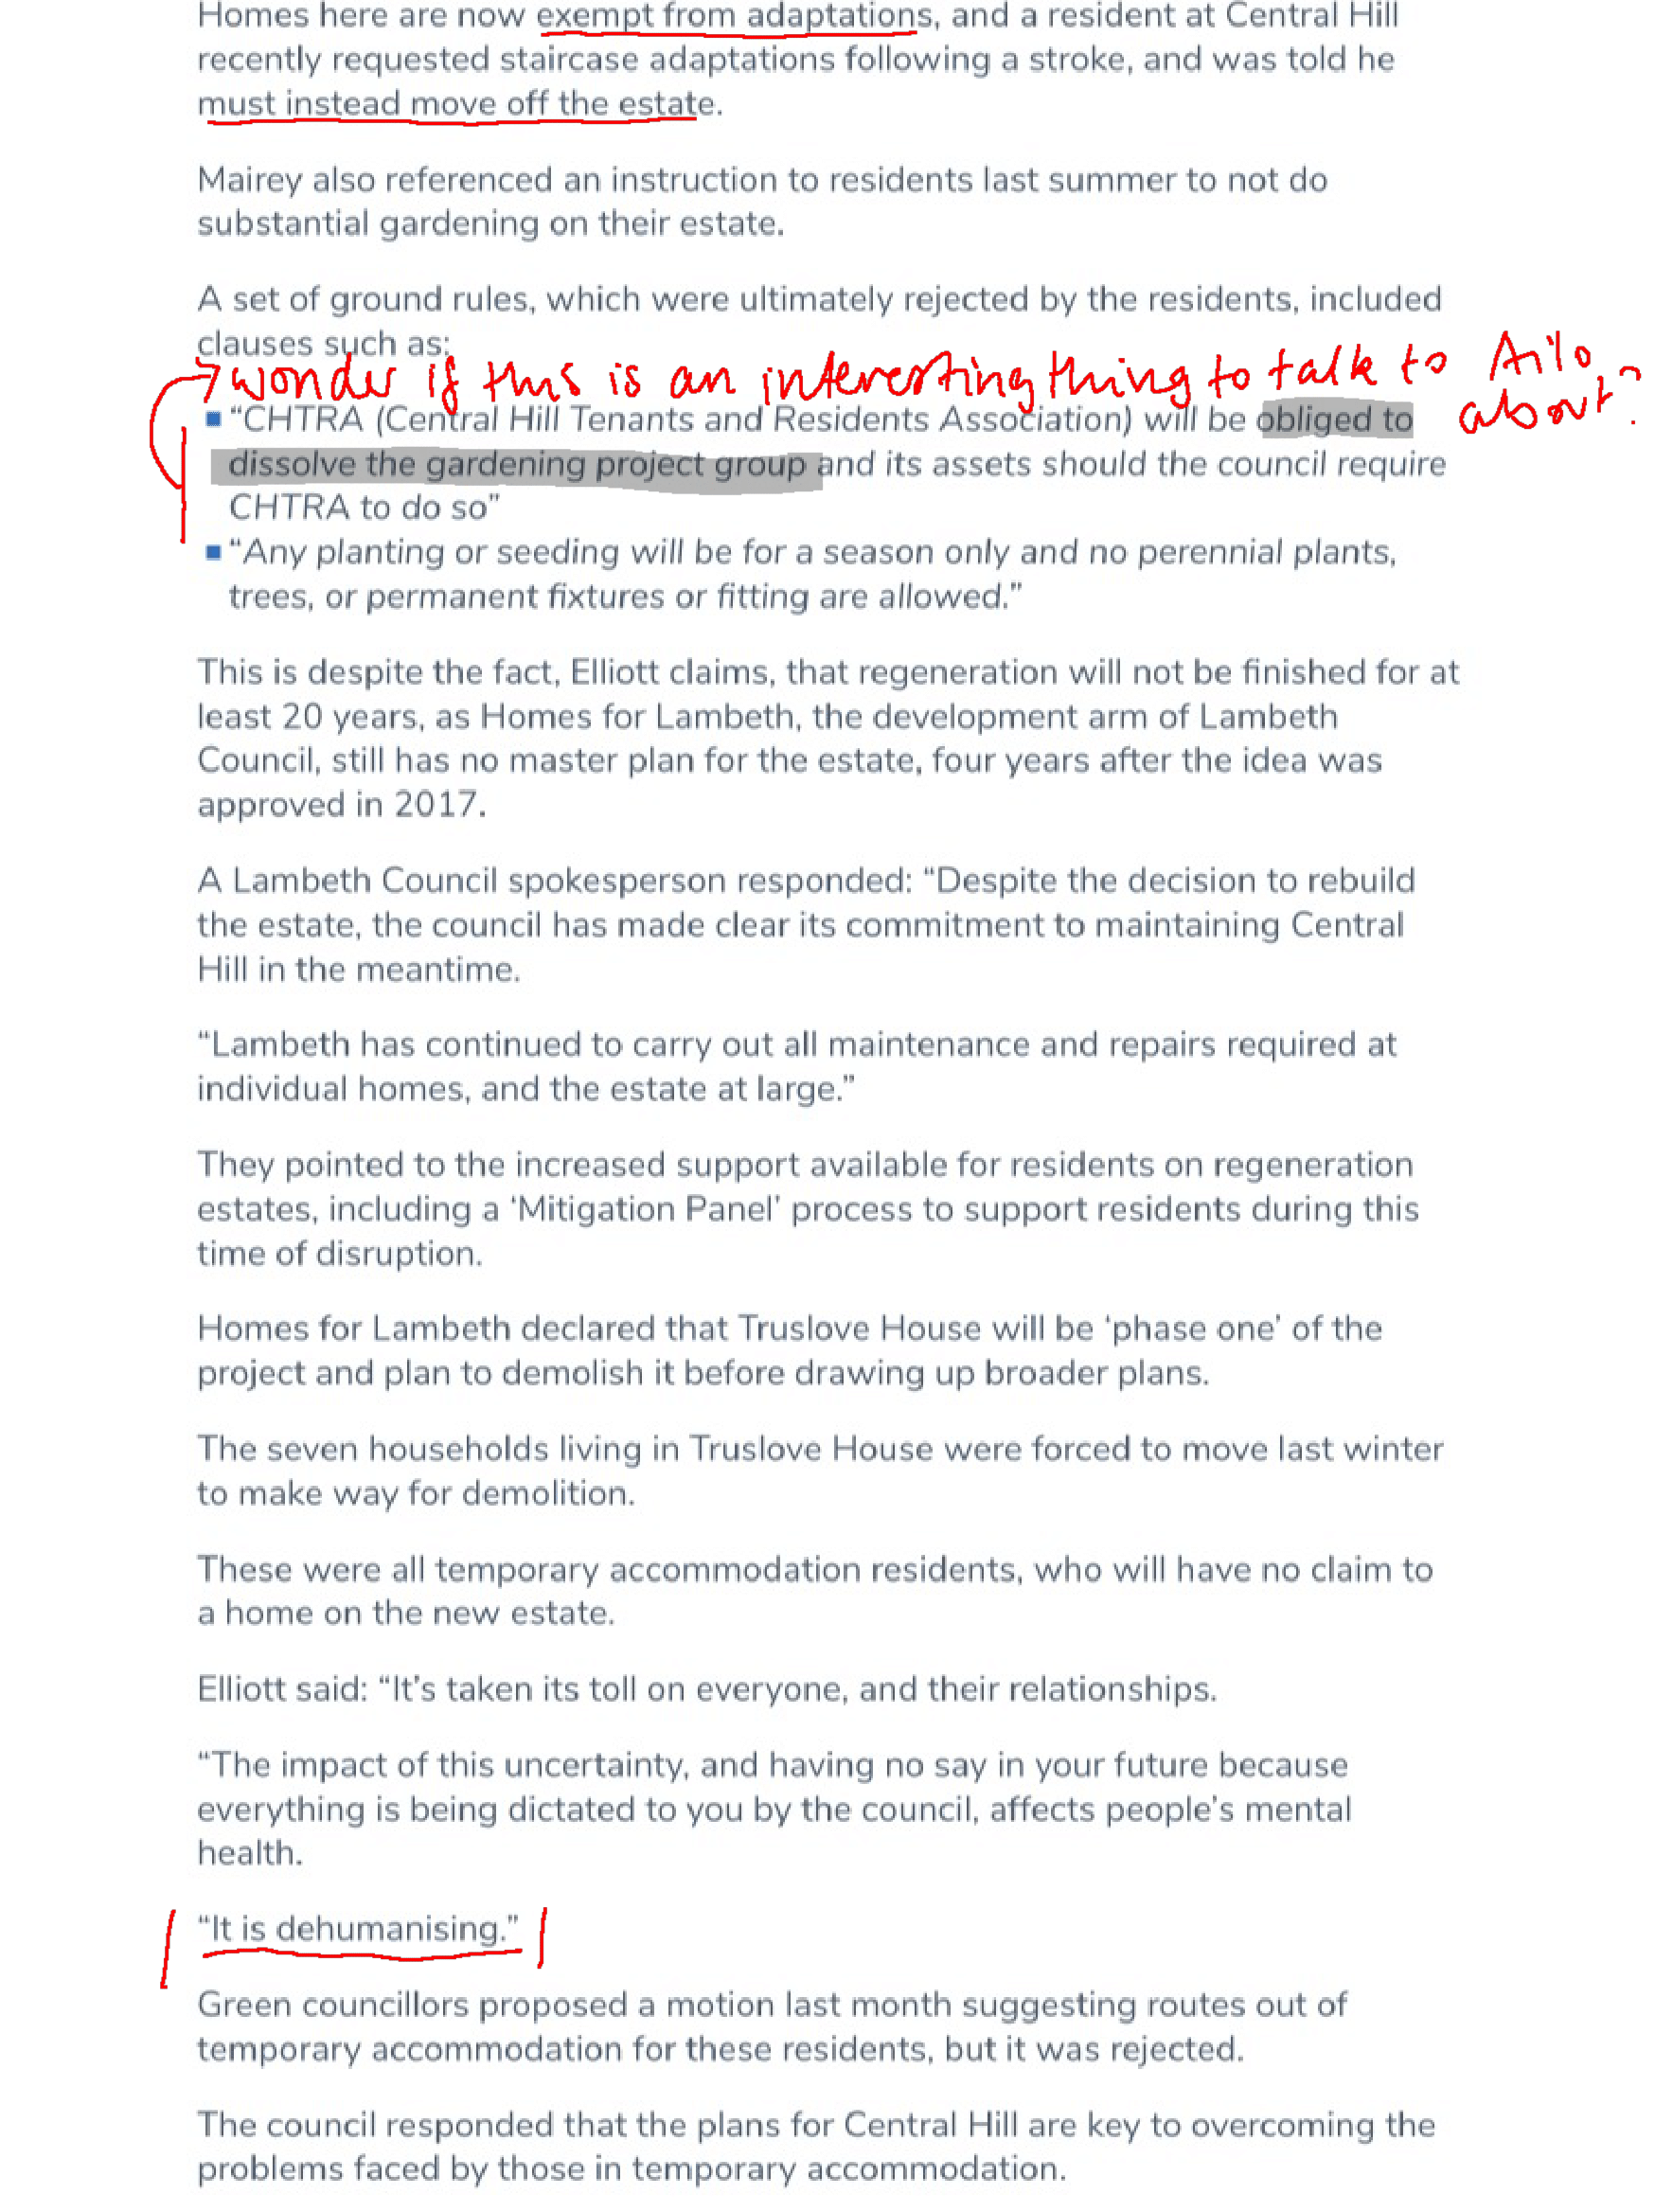 Homes here are now exempt from adaptations, and a resident at Central Hill
recently requested staircase adaptations following a stroke, and was told he
must instead move off the estate.
Mairey also referenced an instruction to residents last summer to not do
substantial gardening on their estate.
A set of ground rules, which were ultimately rejected by the residents, included
clauses such as:
wonder if this is an interesting thing to talk to
about?
“CHTRA (Central Hill Tenants and Residents Association) will be obliged to
dissolve the gardening project group and its assets should the council require
CHTRA to do so”
“Any planting or seeding will be for a season only and no perennial plants,
trees, or permanent fixtures or fitting are allowed.”
This is despite the fact, Elliott claims, that regeneration will not be finished for at
least 20 years, as Homes for Lambeth, the development arm of Lambeth
Council, still has no master plan for the estate, four years after the idea was
approved in 2017.
A Lambeth Council spokesperson responded: “Despite the decision to rebuild
the estate, the council has made clear its commitment to maintaining Central
Hill in the meantime.
“Lambeth has continued to carry out all maintenance and repairs required at
individual homes, and the estate at large.”
They pointed to the increased support available for residents on regeneration
estates, including a ‘Mitigation Panel’ process to support residents during this
time of disruption.
Homes for Lambeth declared that Truslove House will be ‘phase one’ of the
project and plan to demolish it before drawing up broader plans.
The seven households living in Truslove House were forced to move last winter
to make way for demolition.
These were all temporary accommodation residents, who will have no claim to
a home on the new estate.
Elliott said: “It’s taken its toll on everyone, and their relationships.
“The impact of this uncertainty, and having no say in your future because
everything is being dictated to you by the council, affects people’s mental
health.
“It is dehumanising.”
Green councillors proposed a motion last month suggesting routes out of
temporary accommodation for these residents, but it was rejected.
The council responded that the plans for Central Hill are key to overcoming the
problems faced by those in temporary accommodation.